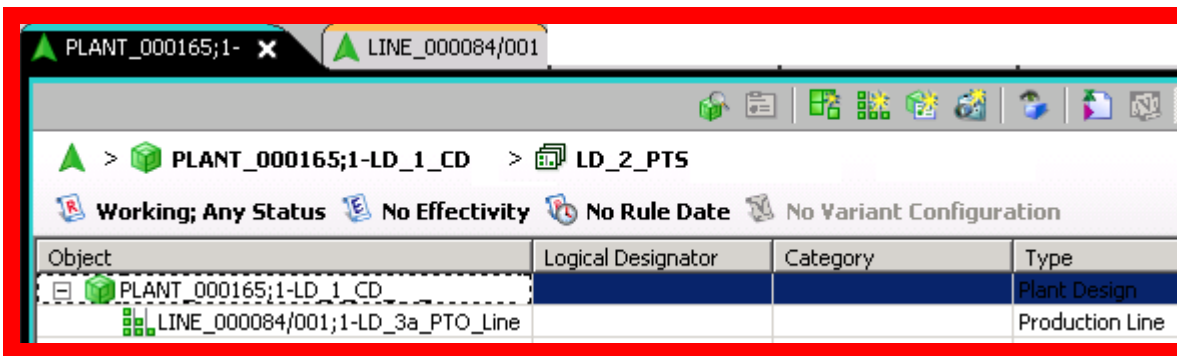 PLANT_000165;1- LINE_000084/001
> PLANT_000165;1-LD_1_CD > LD_2_PTS
Working; Any Status No Effectivity No Rule Date No Variant Configuration
Object Logical Designator Category Type
PLANT_000165;1-LD_1_CD Plant Design
LINE_000084/001;1-LD_3a_PTO_Line Production Line